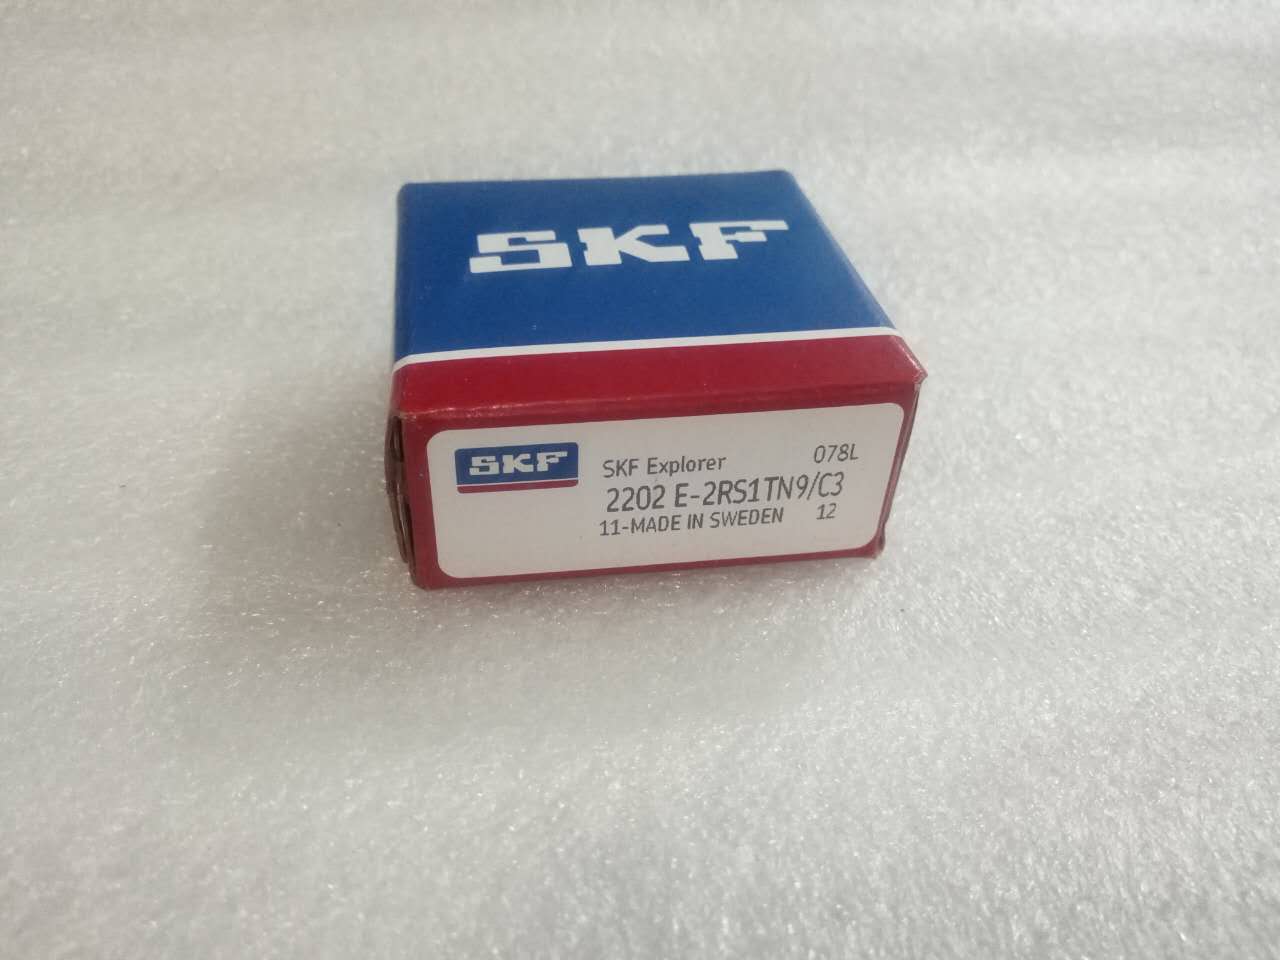 SKF
SKF
SKF Explorer 078L
2202 E-2RS1TN9/C3
11-MADE IN SWEDEN 12